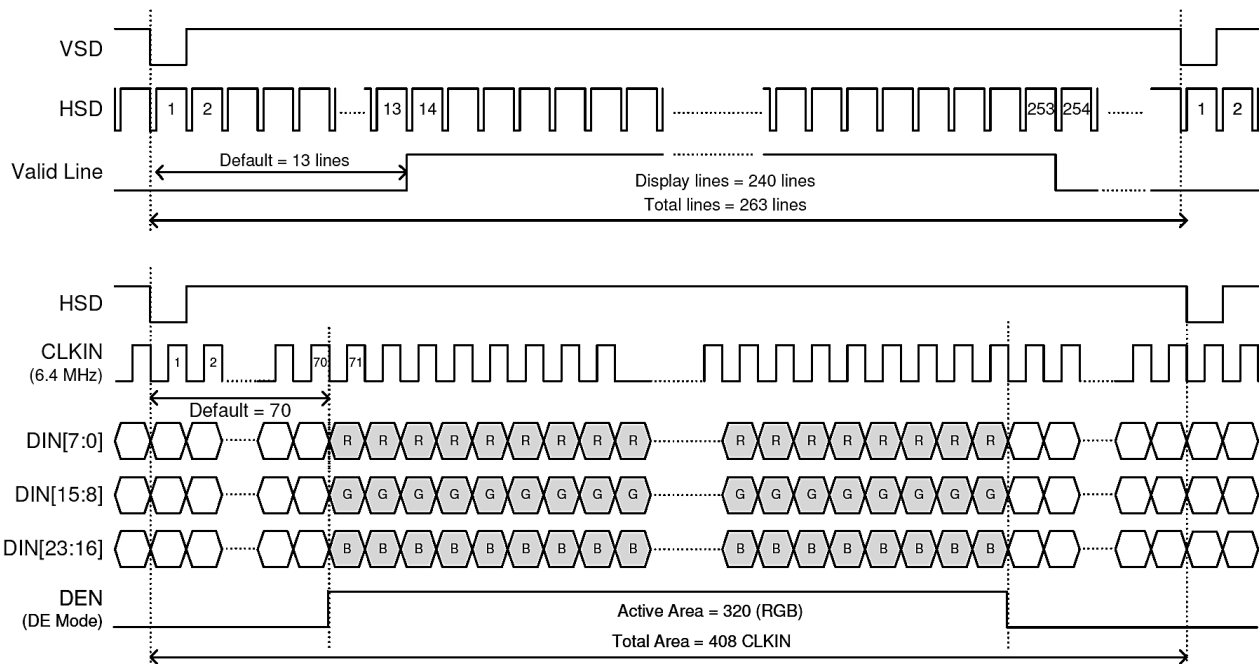 VSD
HSD 1 2 13 14 253 254 1 2
Valid Line
Default = 13 lines
Display lines = 240 lines
Total lines = 263 lines
HSD
CLKIN 1 2 70 71
(6.4 MHz)
Default = 70
DIN[7:0] R R R R R R R R R R R R R R R R R
DIN[15:8] G G G G G G G G G G G G G G G G G
DIN[23:16] B B B B B B B B B B B B B B B B B
DEN
(DE Mode)
Active Area = 320 (RGB)
Total Area = 408 CLKIN